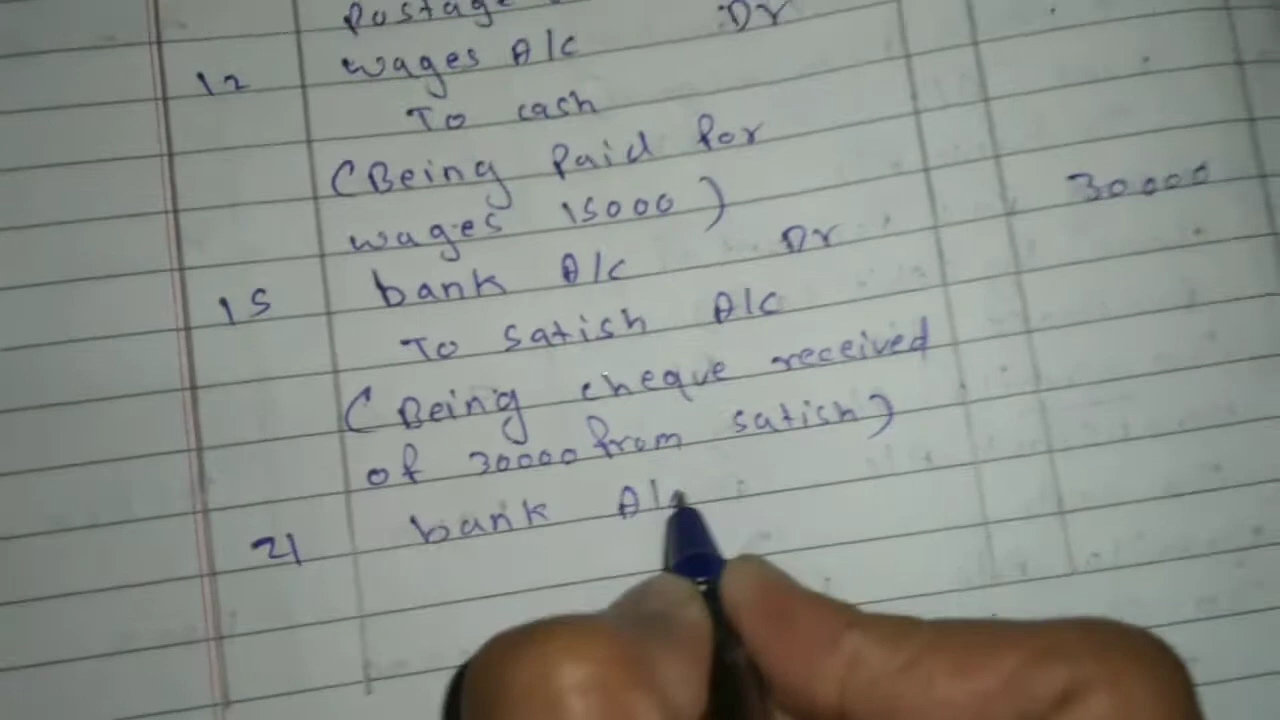 Postage
12 wages A/c Dr
To cash
(Being Paid for
wages 15000)
15 bank A/c Dr 30000
To satish A/c
(Being cheque received
of 30000 from satish)
21 bank A/c